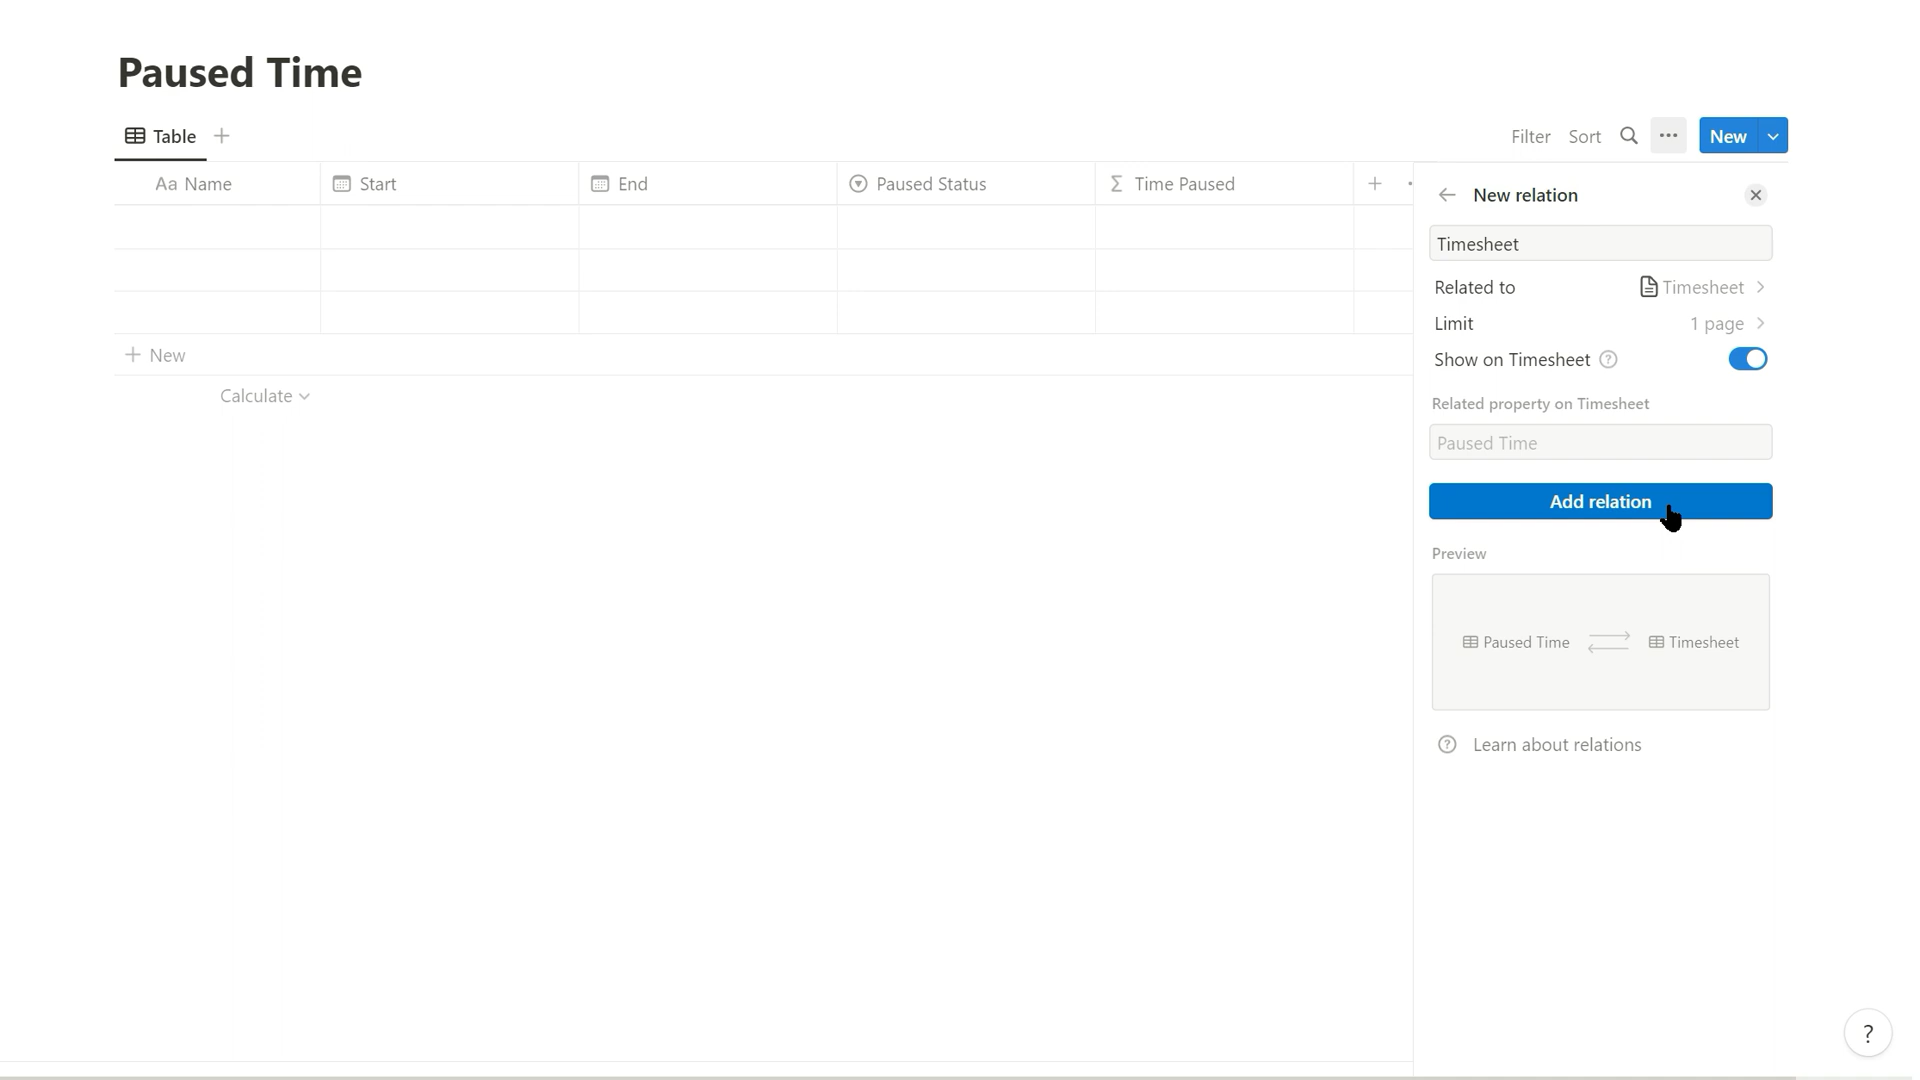 Paused Time
Table
Filter Sort New
Aa Name Start End Paused Status Σ Time Paused
New
Calculate
New relation
Timesheet
Related to Timesheet
Limit 1 page
Show on Timesheet ?
Related property on Timesheet
Paused Time
Add relation
Preview
Paused Time Timesheet
? Learn about relations
?